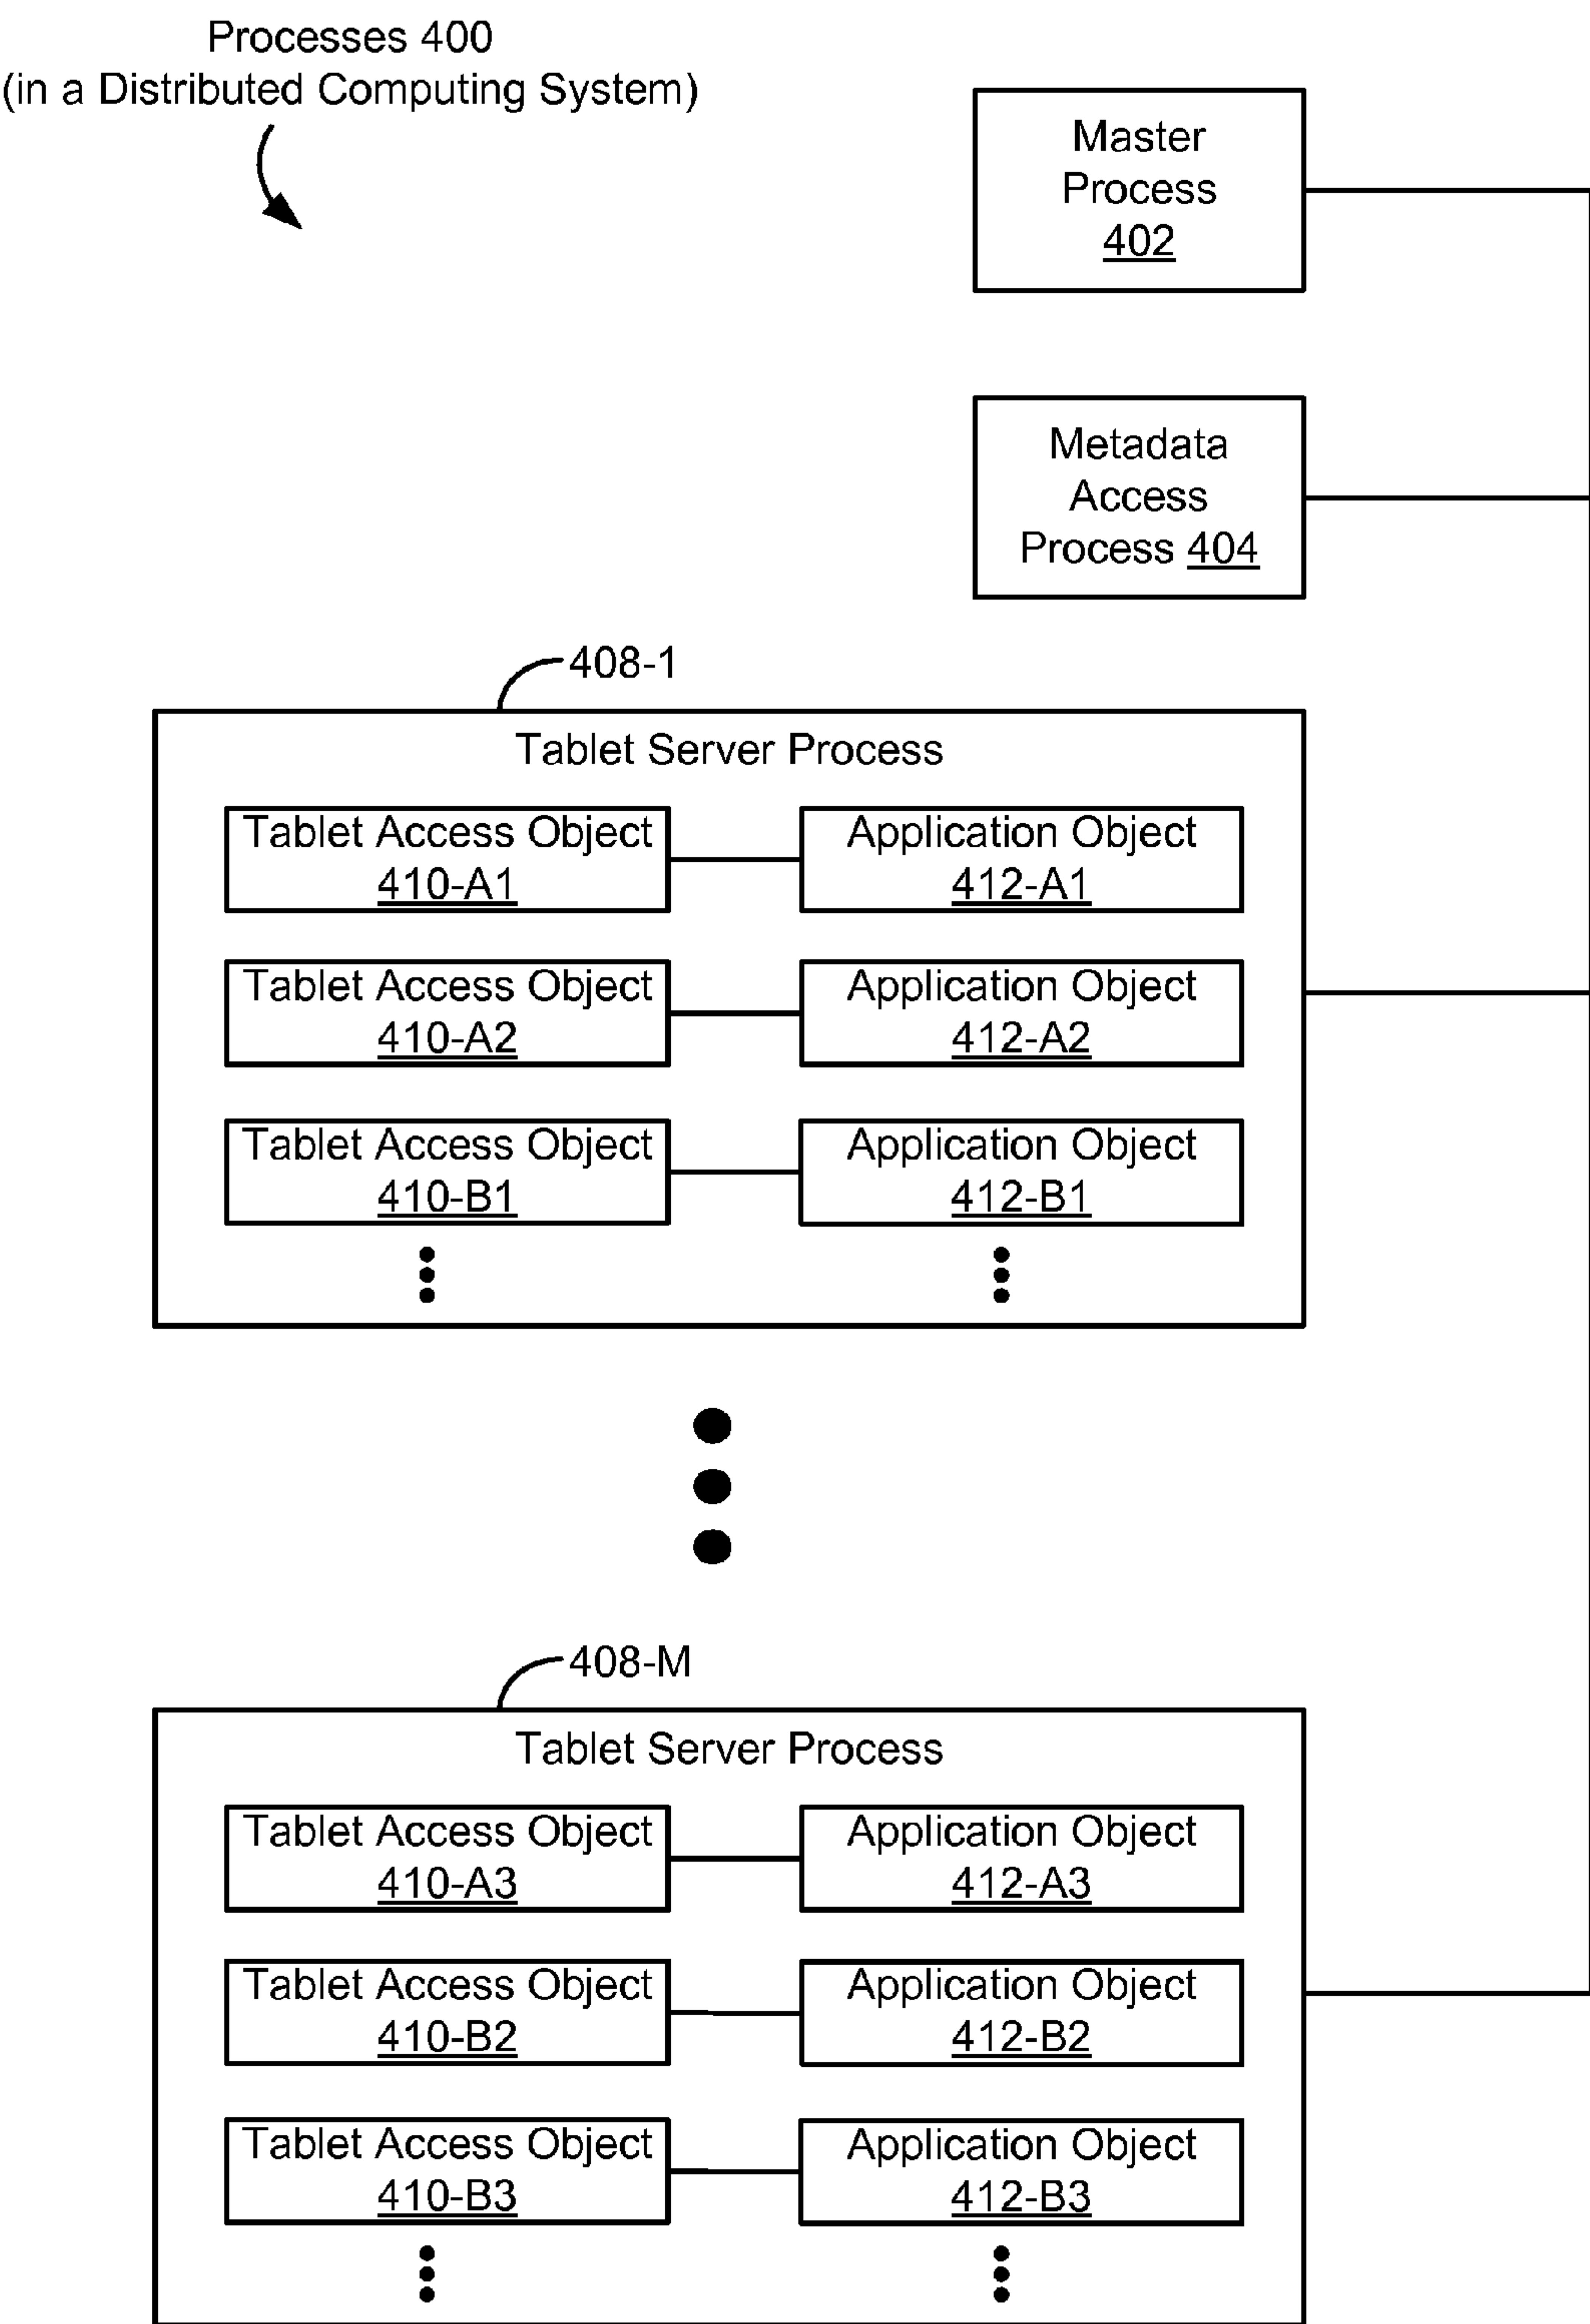 Processes 400
(in a Distributed Computing System)
Master
Process
402
Metadata
Access
Process 404
408-1
Tablet Server Process
Tablet Access Object
410-A1
Application Object
412-A1
Tablet Access Object
410-A2
Application Object
412-A2
Tablet Access Object
410-B1
Application Object
412-B1
408-M
Tablet Server Process
Tablet Access Object
410-A3
Application Object
412-A3
Tablet Access Object
410-B2
Application Object
412-B2
Tablet Access Object
410-B3
Application Object
412-B3